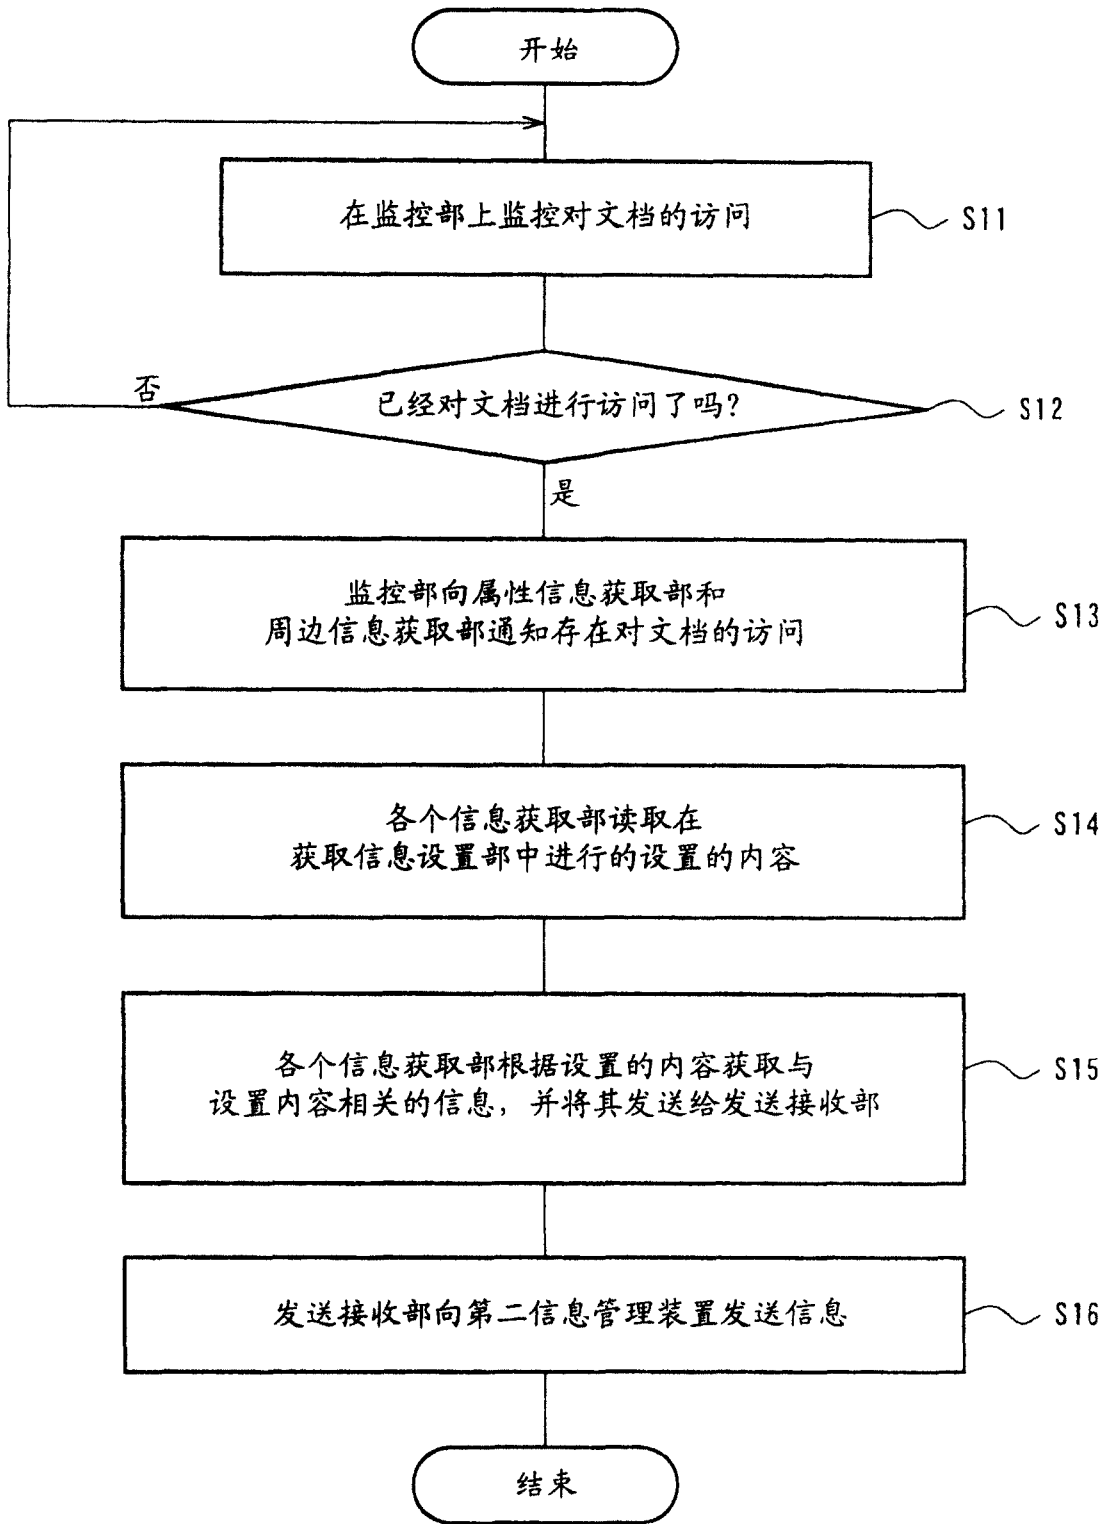 开始
在监控部上监控对文档的访问
S11
否
已经对文档进行访问了吗?
S12
是
监控部向属性信息获取部和
周边信息获取部通知存在对文档的访问
S13
各个信息获取部读取在
获取信息设置部中进行的设置的内容
S14
各个信息获取部根据设置的内容获取与
设置内容相关的信息，并将其发送给发送接收部
S15
发送接收部向第二信息管理装置发送信息
S16
结束